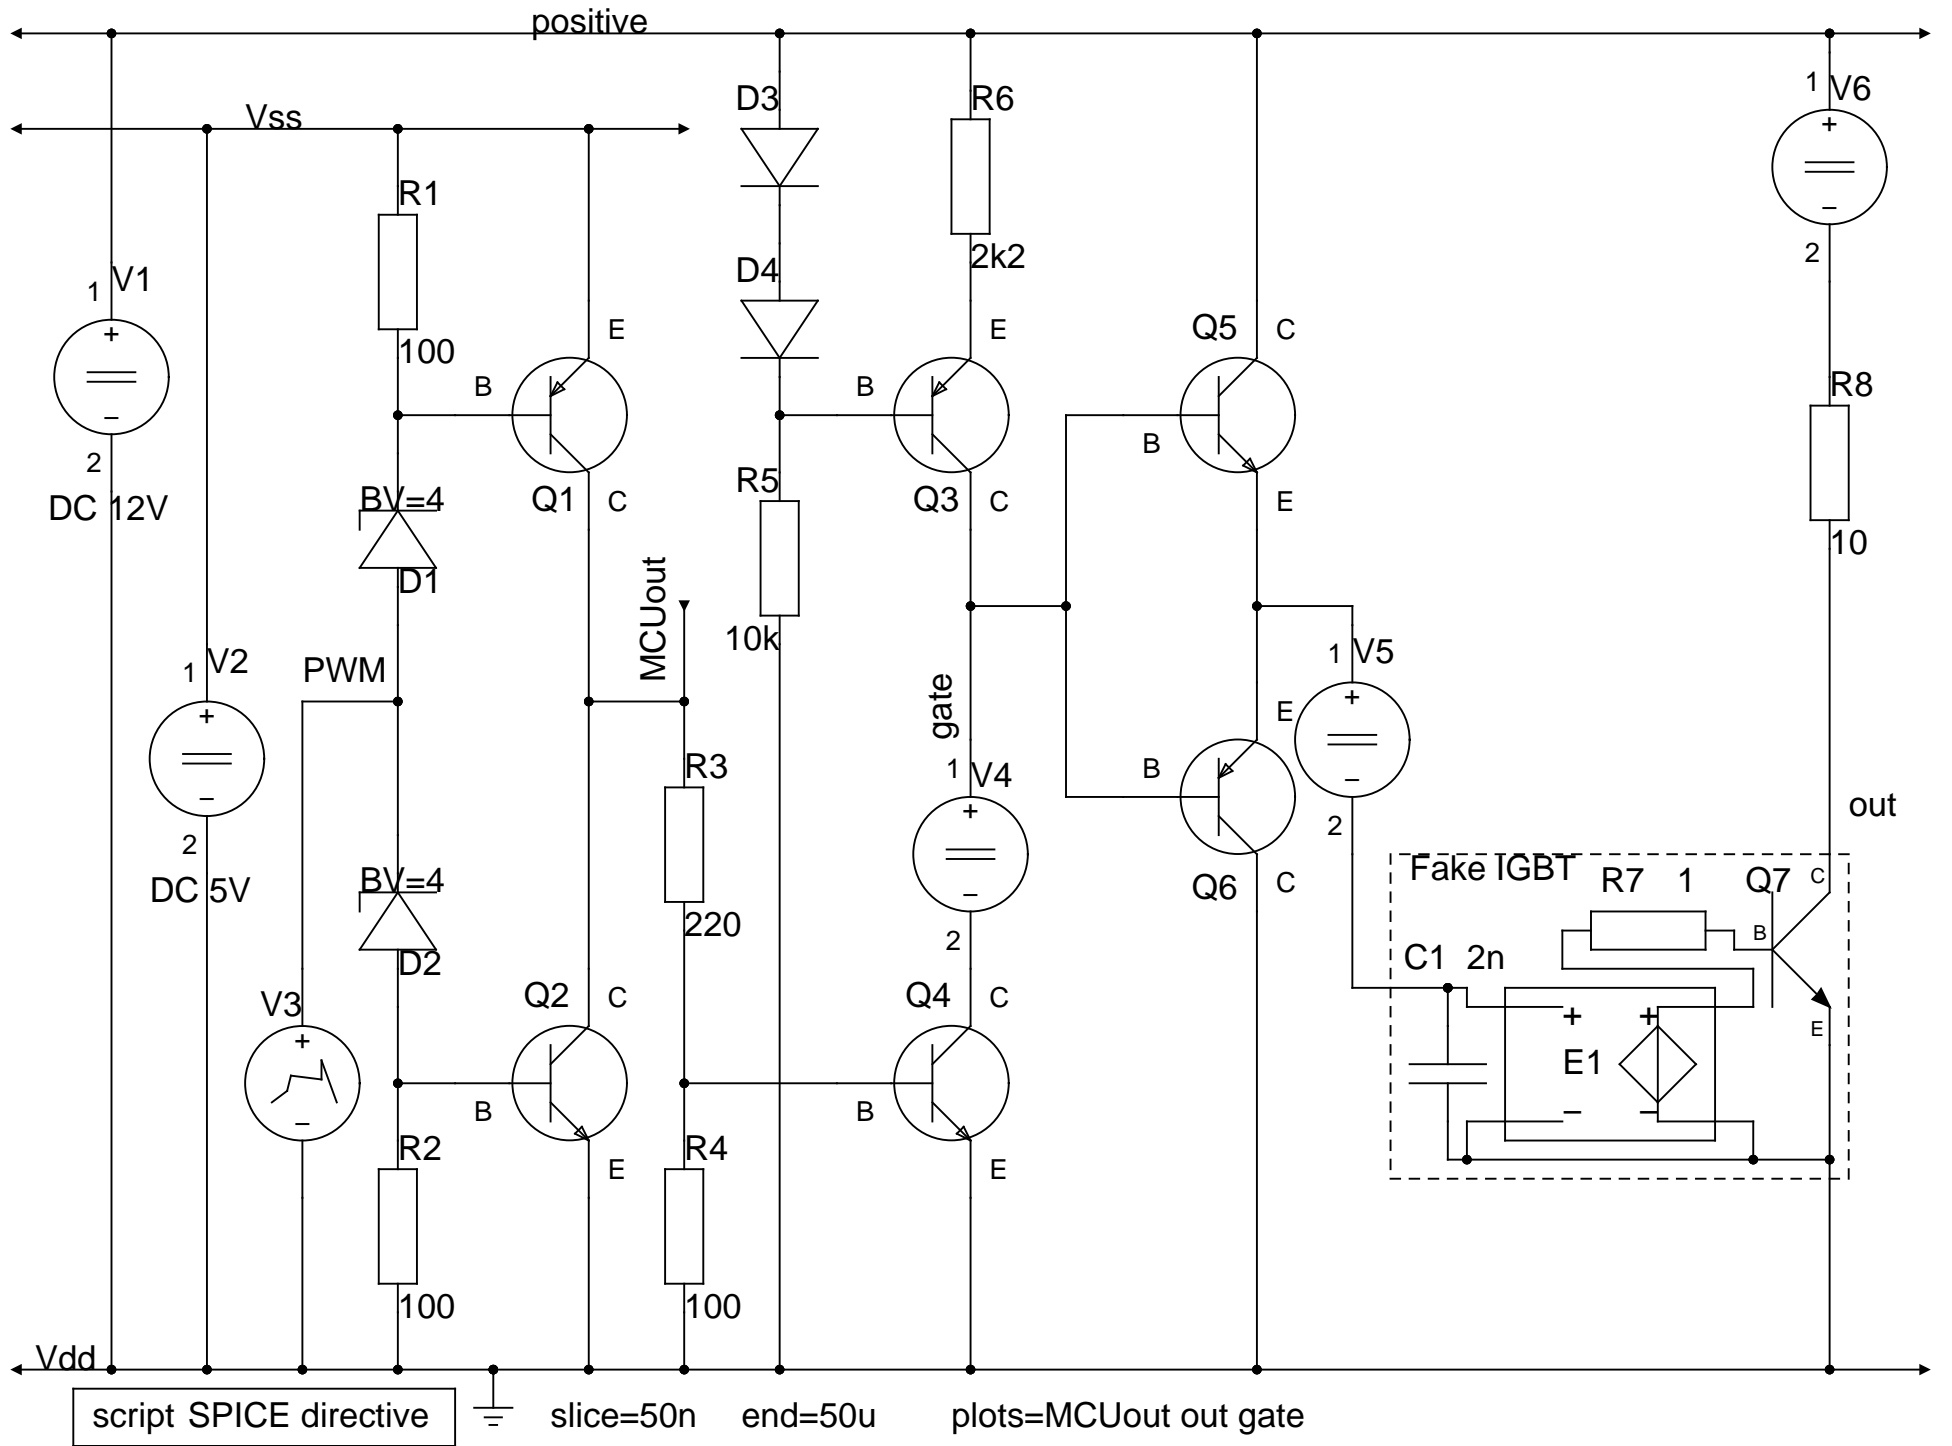 positive
Vss
D3
R6
1 V6
+
−
2
R1
100
D4
2k2
1 V1
+
−
2
DC 12V
E
B
Q1
C
E
B
Q3
C
Q5
C
B
E
R8
10
BV=4
D1
R5
10k
MCUout
1 V2
+
−
2
DC 5V
PWM
gate
1 V4
+
−
2
1 V5
+
−
2
E
B
Q6
C
R3
220
out
BV=4
D2
V3
+
−
Q2
C
B
E
Q4
C
B
E
Fake IGBT
R7 1
Q7
C
B
E
C1 2n
+ +
E1
− −
R2
100
R4
100
Vdd
script SPICE directive
slice=50n end=50u plots=MCUout out gate